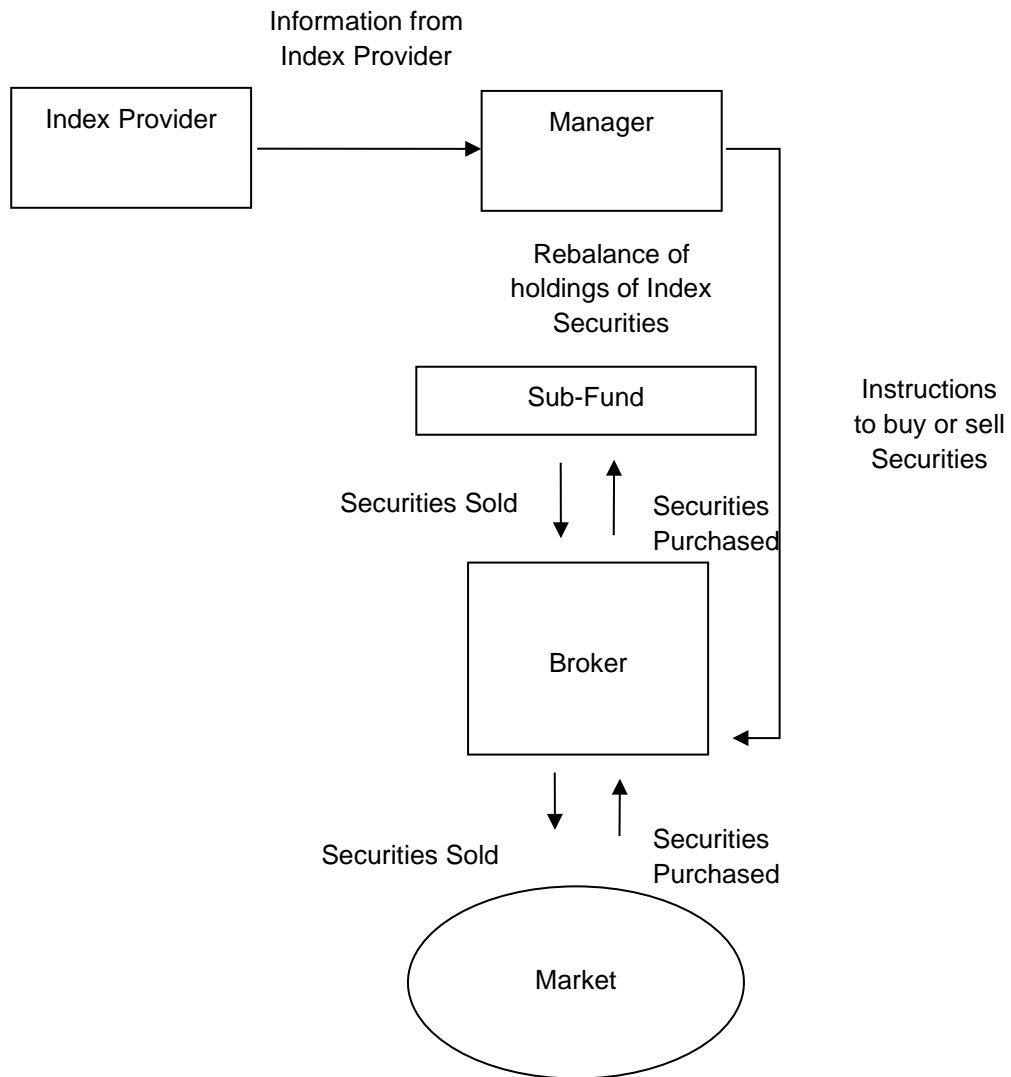 Information from
Index Provider
Index Provider
Manager
Rebalance of
holdings of Index
Securities
Sub-Fund
Instructions
to buy or sell
Securities
Securities Sold
Securities
Purchased
Broker
Securities Sold
Securities
Purchased
Market